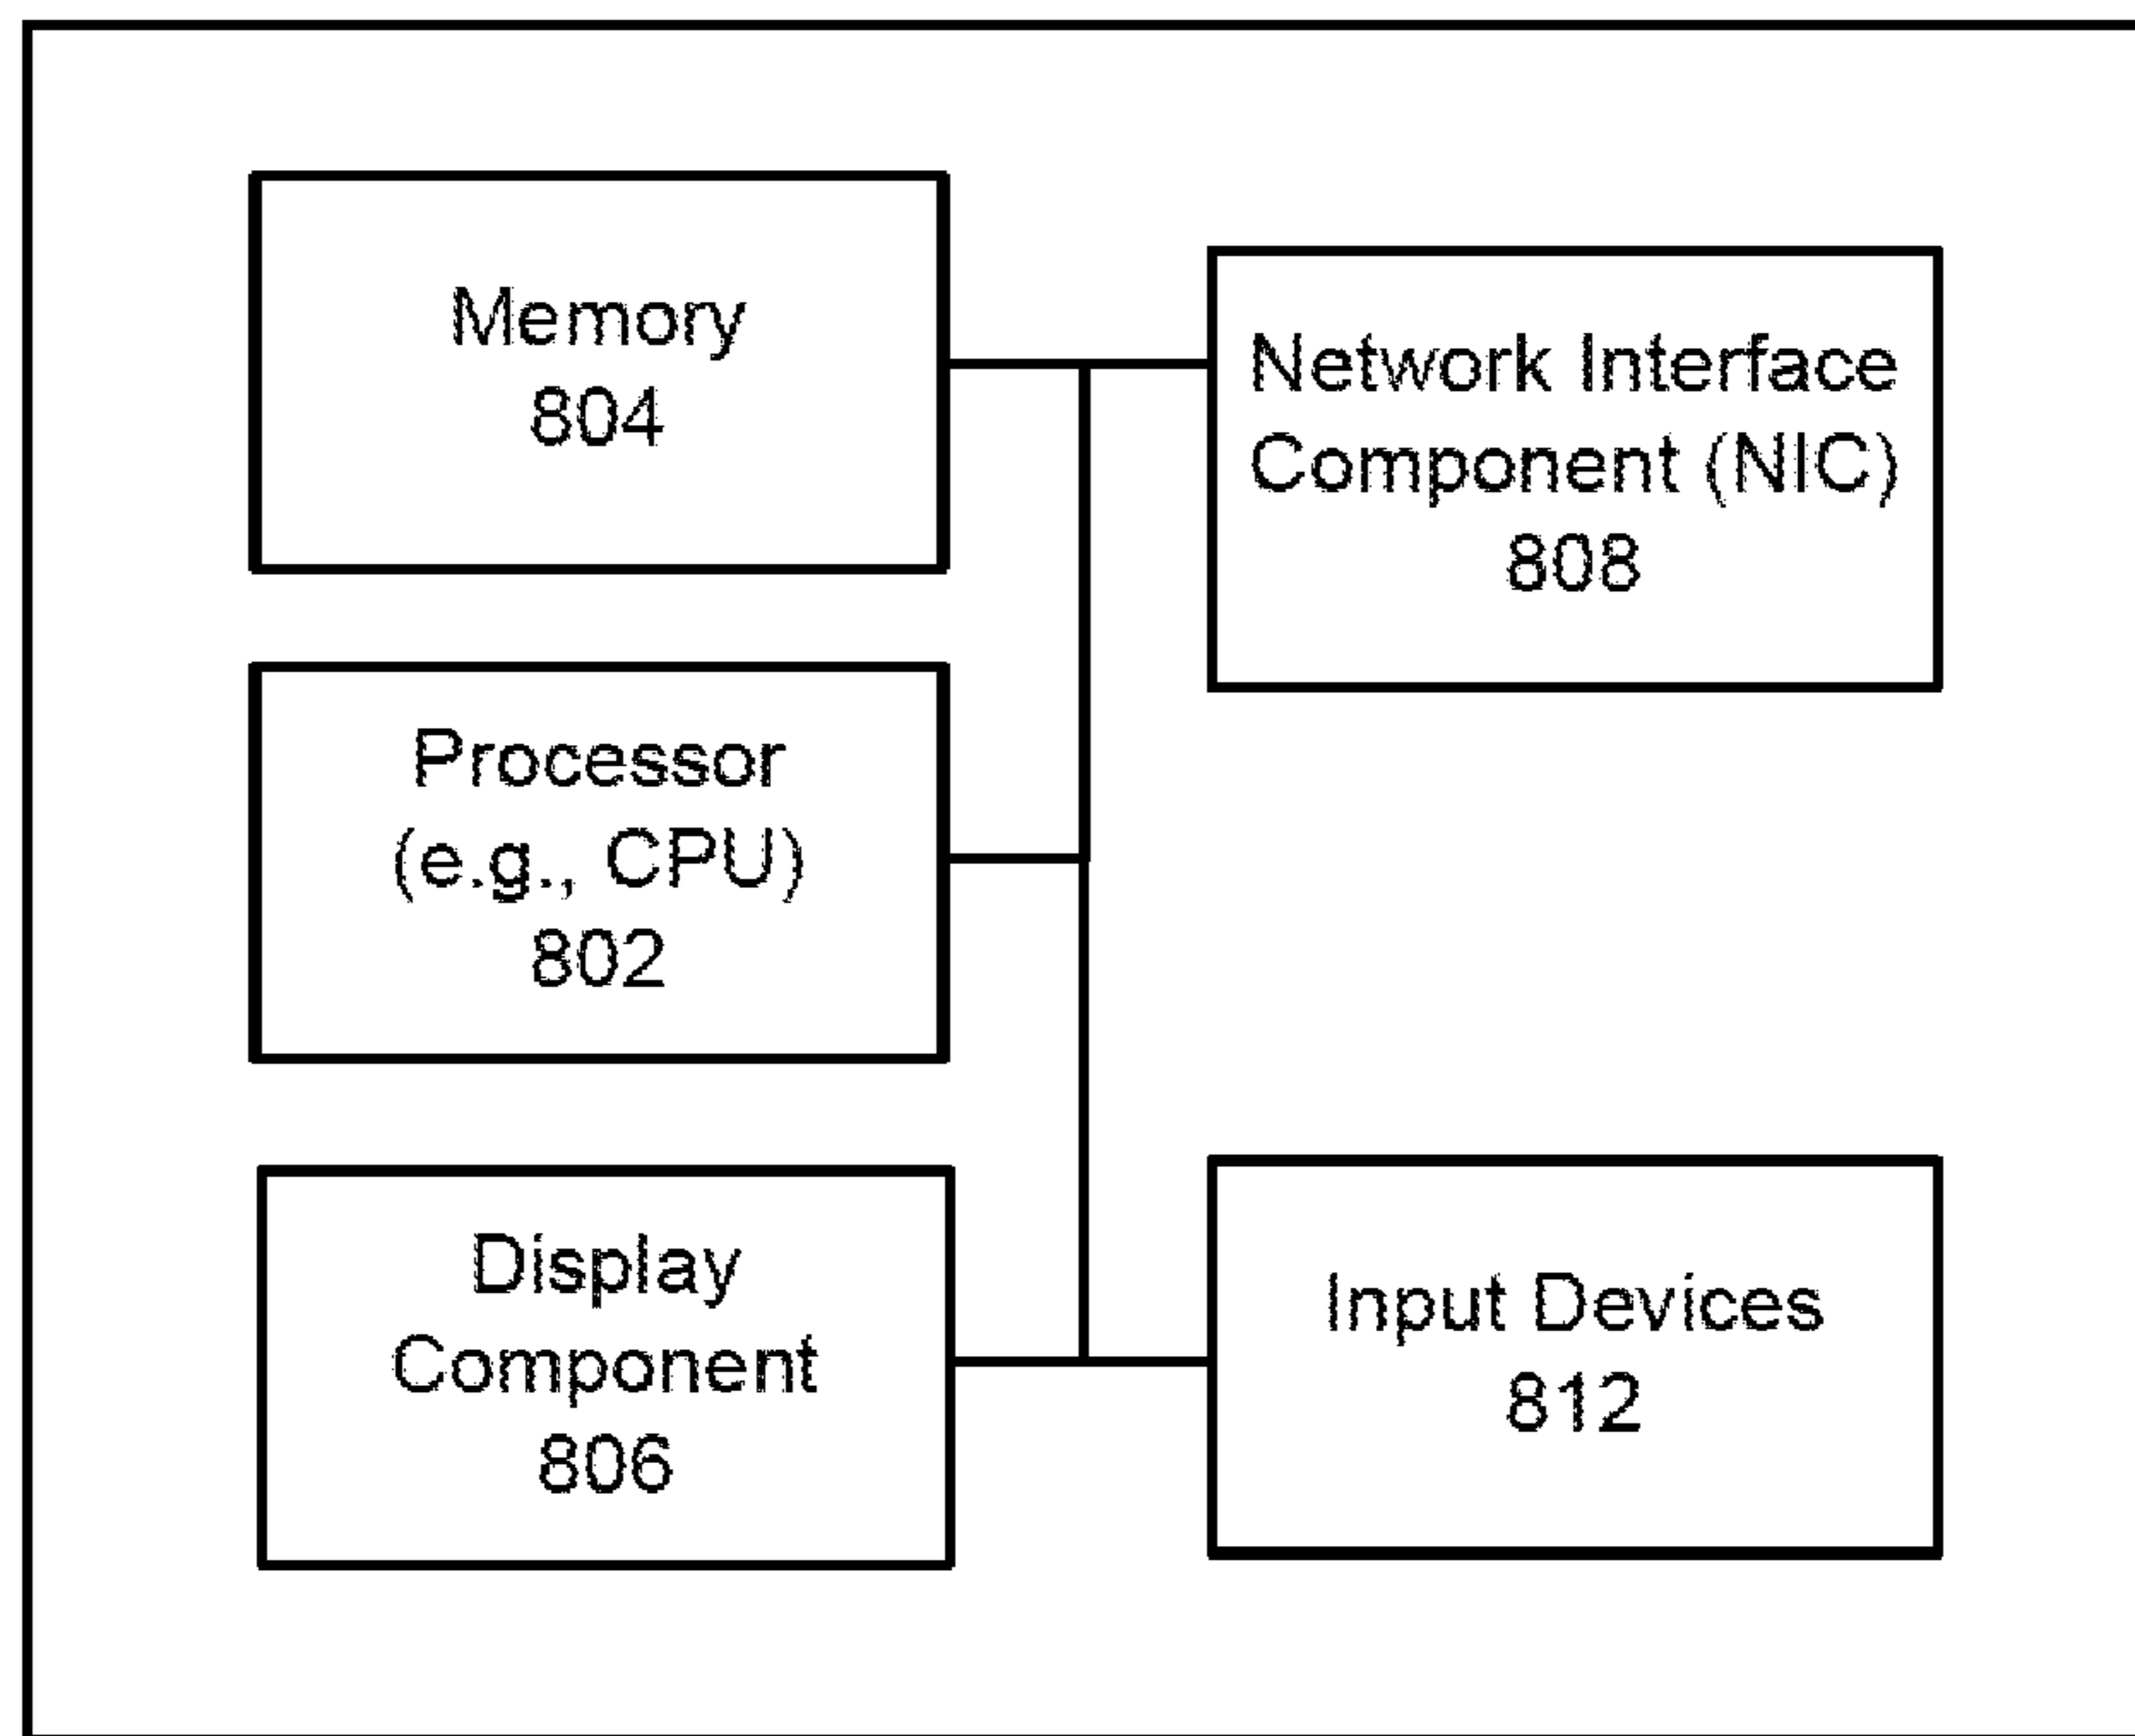 Memory
804
Network Interface
Component (NIC)
808
Processor
(e.g., CPU)
802
Display
Component
806
Input Devices
812